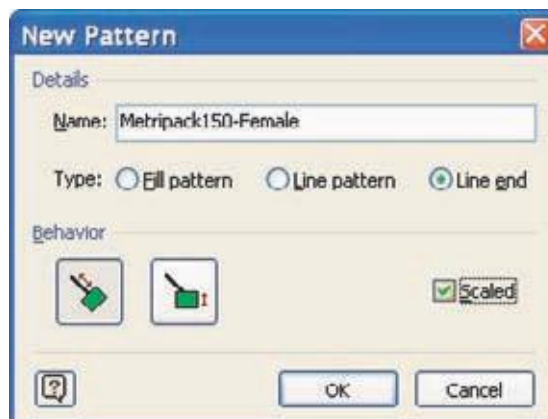 New Pattern
Details
Name: Metripack150-Female
Type: Fill pattern Line pattern Line end
Behavior
Scaled
? OK Cancel